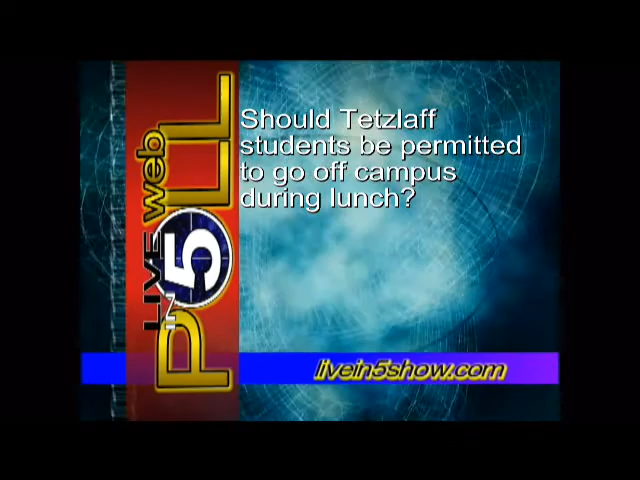 Should Tetzlaff
students be permitted
to go off campus
during lunch?
LIVE IN 5
web
POLL
livein5show.com